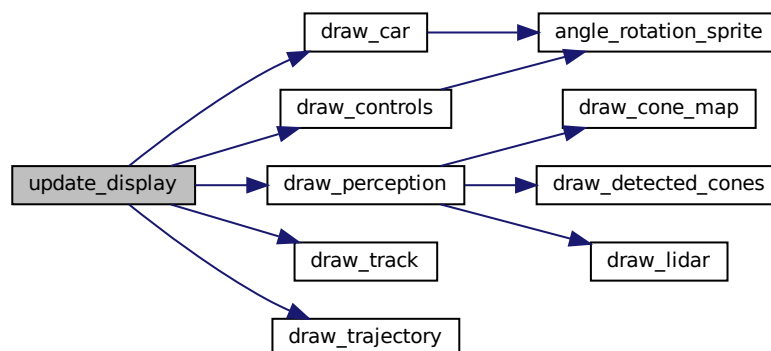 draw_car
angle_rotation_sprite
draw_controls
draw_cone_map
update_display
draw_perception
draw_detected_cones
draw_track
draw_lidar
draw_trajectory